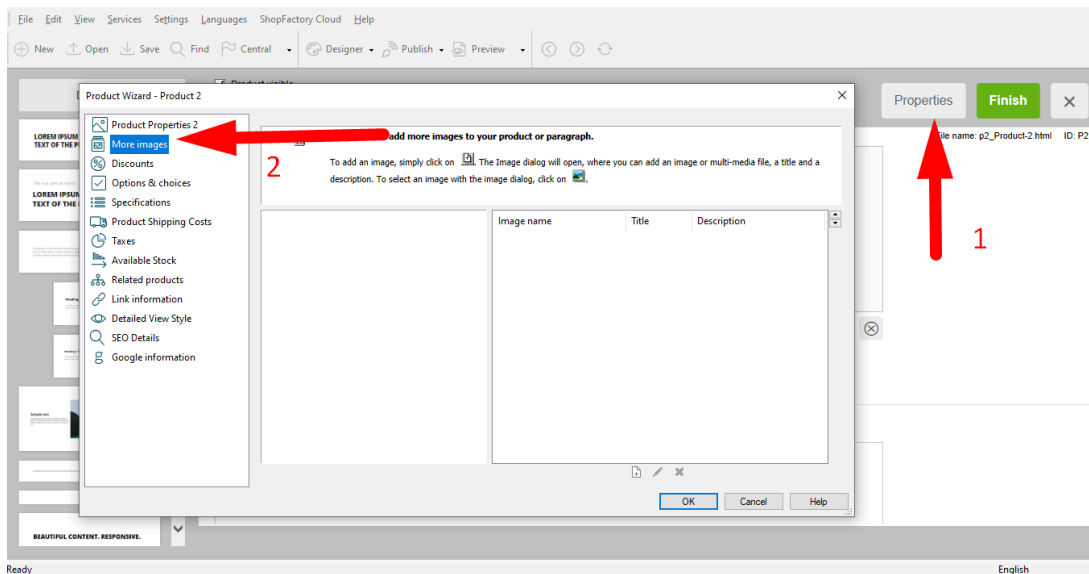 File Edit View Services Settings Languages ShopFactory Cloud Help
New Open Save Find Central Designer Publish Preview
Product visible
Product Wizard - Product 2
Properties Finish
File name: p2_Product-2.html ID: P2
Product Properties 2
More images
Discounts
Options & choices
Specifications
Product Shipping Costs
Taxes
Available Stock
Related products
Link information
Detailed View Style
SEO Details
Google information
add more images to your product or paragraph.
To add an image, simply click on . The Image dialog will open, where you can add an image or multi-media file, a title and a
description. To select an image with the image dialog, click on .
2
1
Image name Title Description
OK Cancel Help
LOREM IPSUM
TEXT OF THE P
LOREM IPSUM
TEXT OF THE
BEAUTIFUL CONTENT. RESPONSIVE.
Ready English